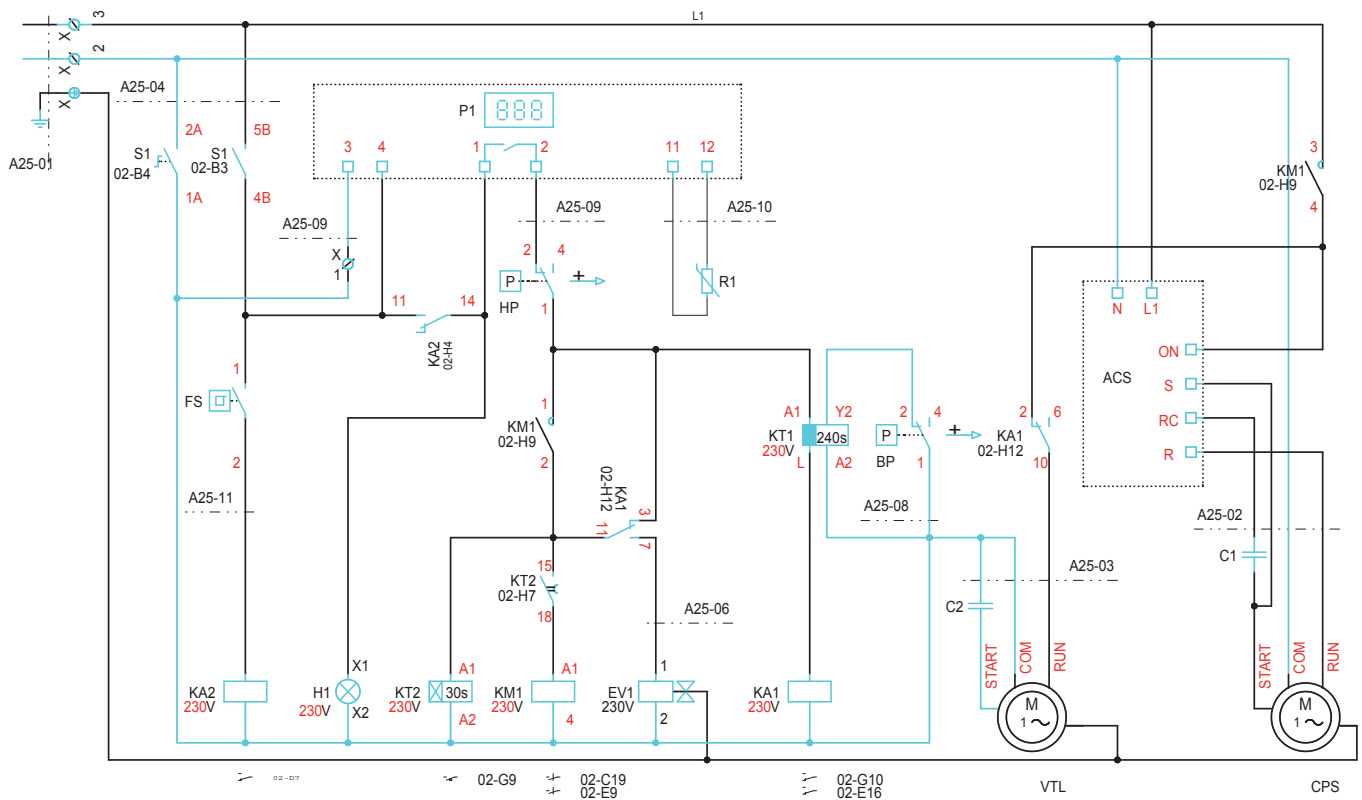 3
L1
X
2
X
X
A25-04
A25-01
2A
5B
S1
02-B4
S1
02-B3
1A
4B
P1
888
3
4
1
2
11
12
3
KM1
02-H9
4
A25-09
A25-09
A25-10
X
1
2
4
P
+
HP
1
R1
11
14
KA2
02-H4
N
L1
ON
ACS
S
RC
R
1
FS
2
A25-11
1
KM1
02-H9
2
A1
Y2
KT1
230V
240s
L
A2
2
4
P
+
BP
1
2
6
KA1
02-H12
10
KA1
02-H12
3
11
7
A25-08
A25-02
C1
15
KT2
02-H7
18
A25-03
C2
A25-06
START
COM
RUN
START
COM
RUN
KA2
230V
X1
H1
230V
X2
A1
KT2
230V
30s
A2
A1
KM1
230V
4
1
EV1
230V
2
KA1
230V
M
1
M
1
02-D7
02-G9
02-C19
02-E9
02-G10
02-E16
VTL
CPS